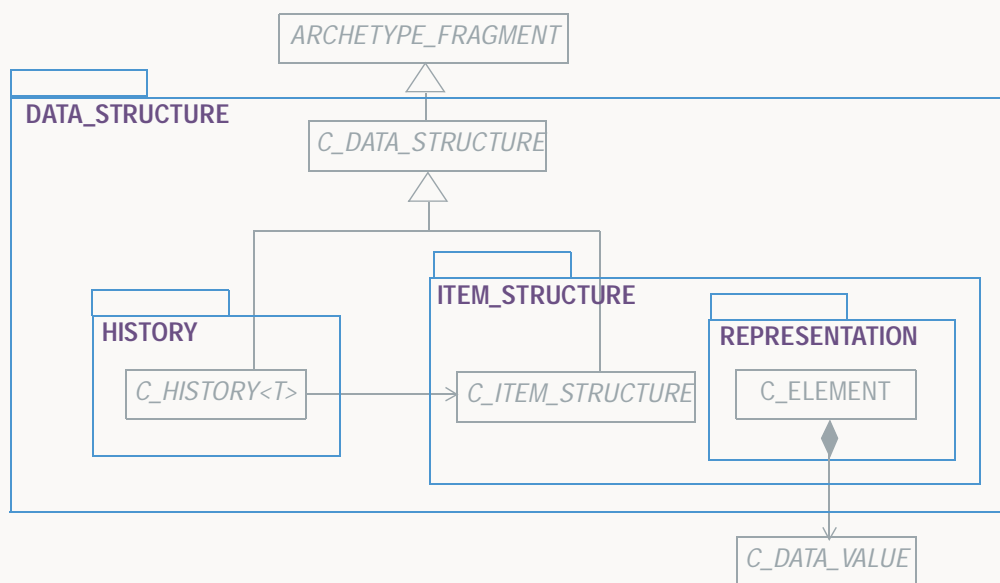 ARCHETYPE_FRAGMENT
DATA_STRUCTURE
C_DATA_STRUCTURE
ITEM_STRUCTURE
HISTORY
REPRESENTATION
C_HISTORY<T>
C_ITEM_STRUCTURE
C_ELEMENT
C_DATA_VALUE